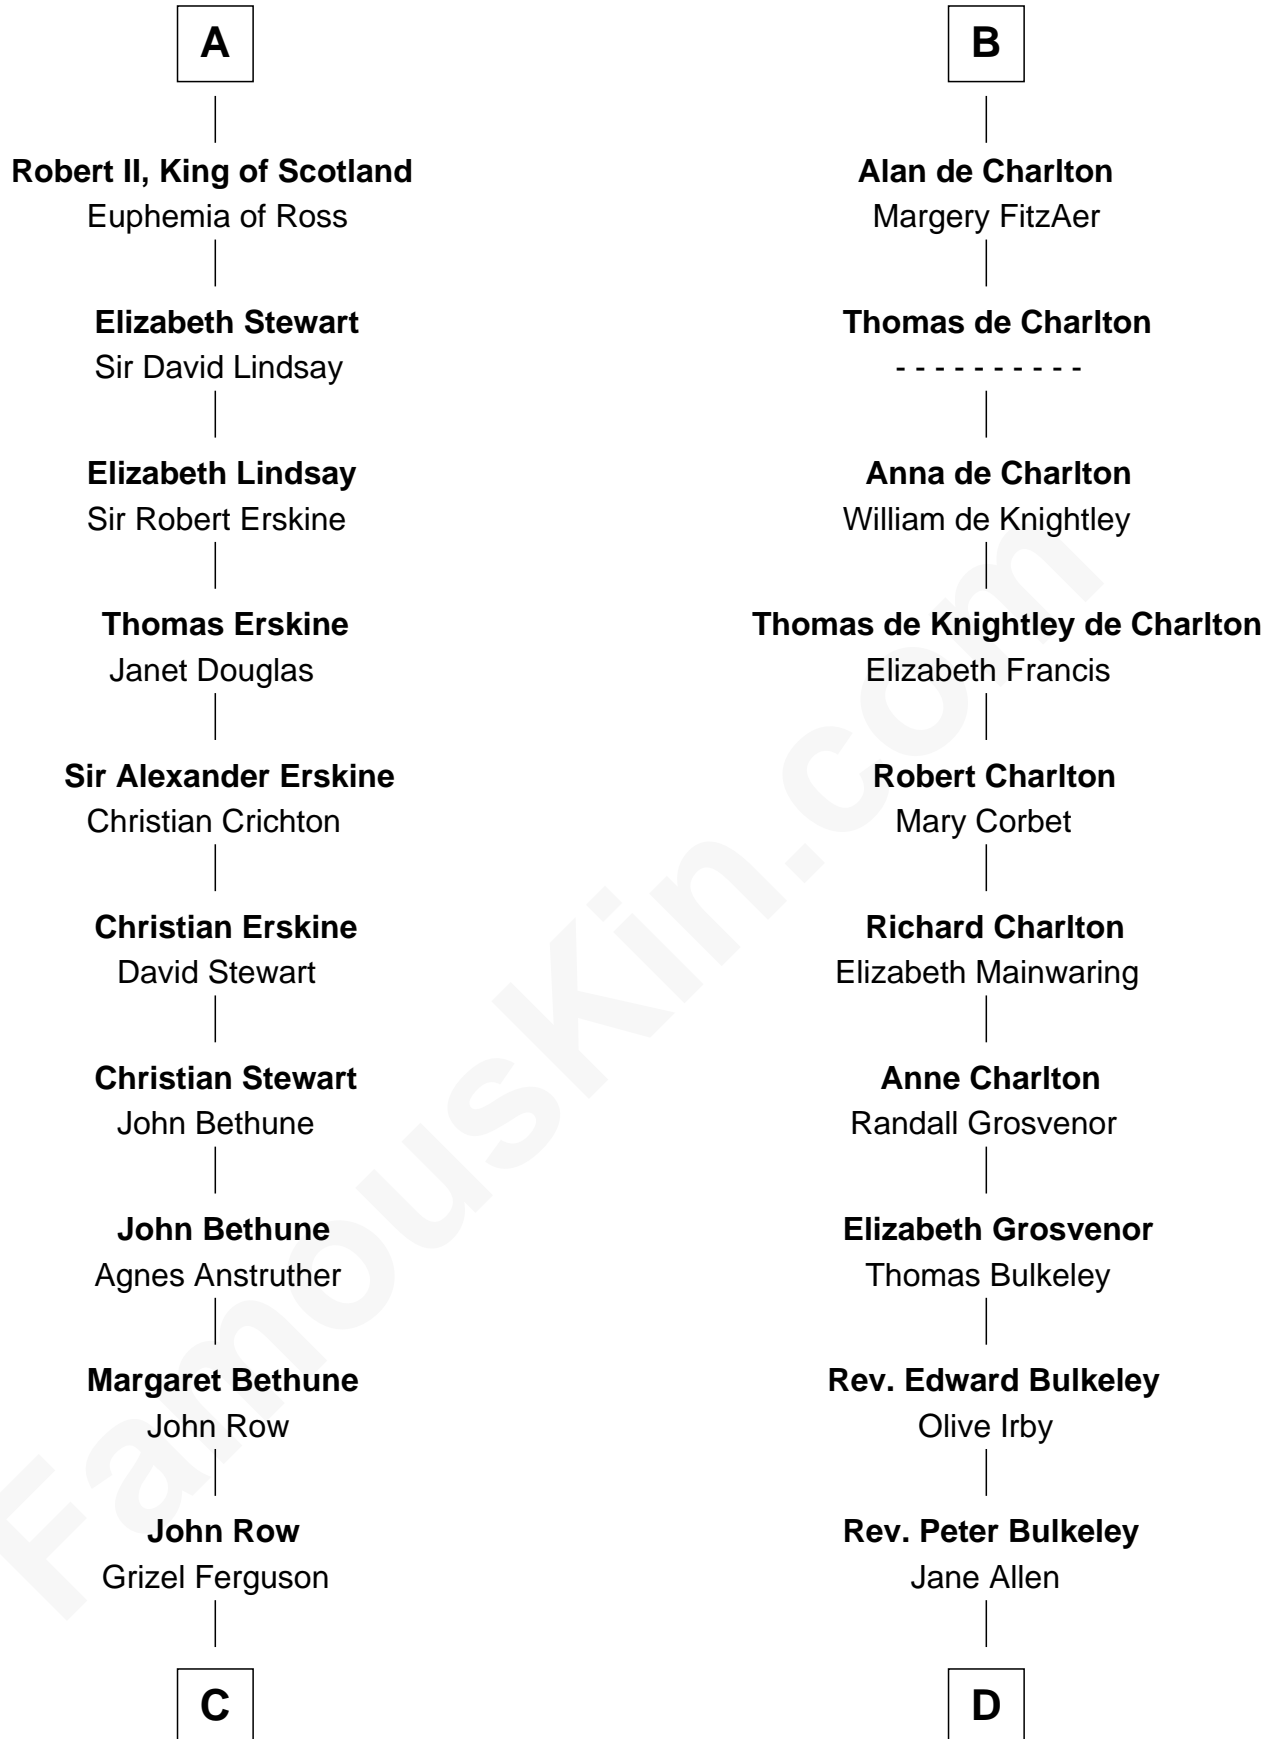 A
Robert II, King of Scotland
Euphemia of Ross
Elizabeth Stewart
Sir David Lindsay
Elizabeth Lindsay
Sir Robert Erskine
Thomas Erskine
Janet Douglas
Sir Alexander Erskine
Christian Crichton
Christian Erskine
David Stewart
Christian Stewart
John Bethune
John Bethune
Agnes Anstruther
Margaret Bethune
John Row
John Row
Grizel Ferguson
C
B
Alan de Charlton
Margery FitzAer
Thomas de Charlton
- - - - - - - - - -
Anna de Charlton
William de Knightley
Thomas de Knightley de Charlton
Elizabeth Francis
Robert Charlton
Mary Corbet
Richard Charlton
Elizabeth Mainwaring
Anne Charlton
Randall Grosvenor
Elizabeth Grosvenor
Thomas Bulkeley
Rev. Edward Bulkeley
Olive Irby
Rev. Peter Bulkeley
Jane Allen
D
FamousKin.com